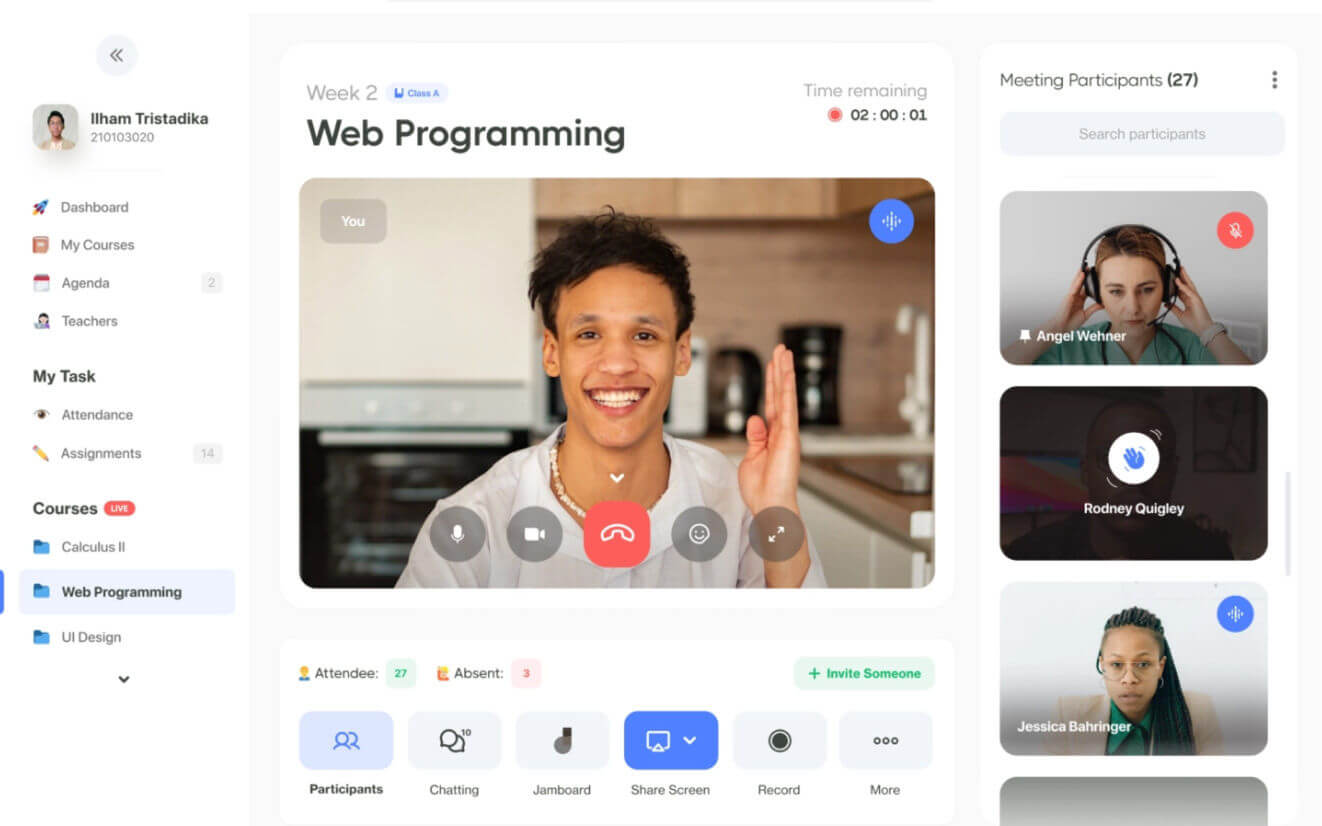 Ilham Tristadika
210103020
Dashboard
My Courses
Agenda 2
Teachers
My Task
Attendance
Assignments 14
Courses LIVE
Calculus II
Web Programming
UI Design
Week 2 Class A
Web Programming
Time remaining
02 : 00 : 01
You
Attendee: 27 Absent: 3
+ Invite Someone
10
Participants Chatting Jamboard Share Screen Record More
Meeting Participants (27)
Search participants
Angel Wehner
Rodney Quigley
Jessica Bahringer